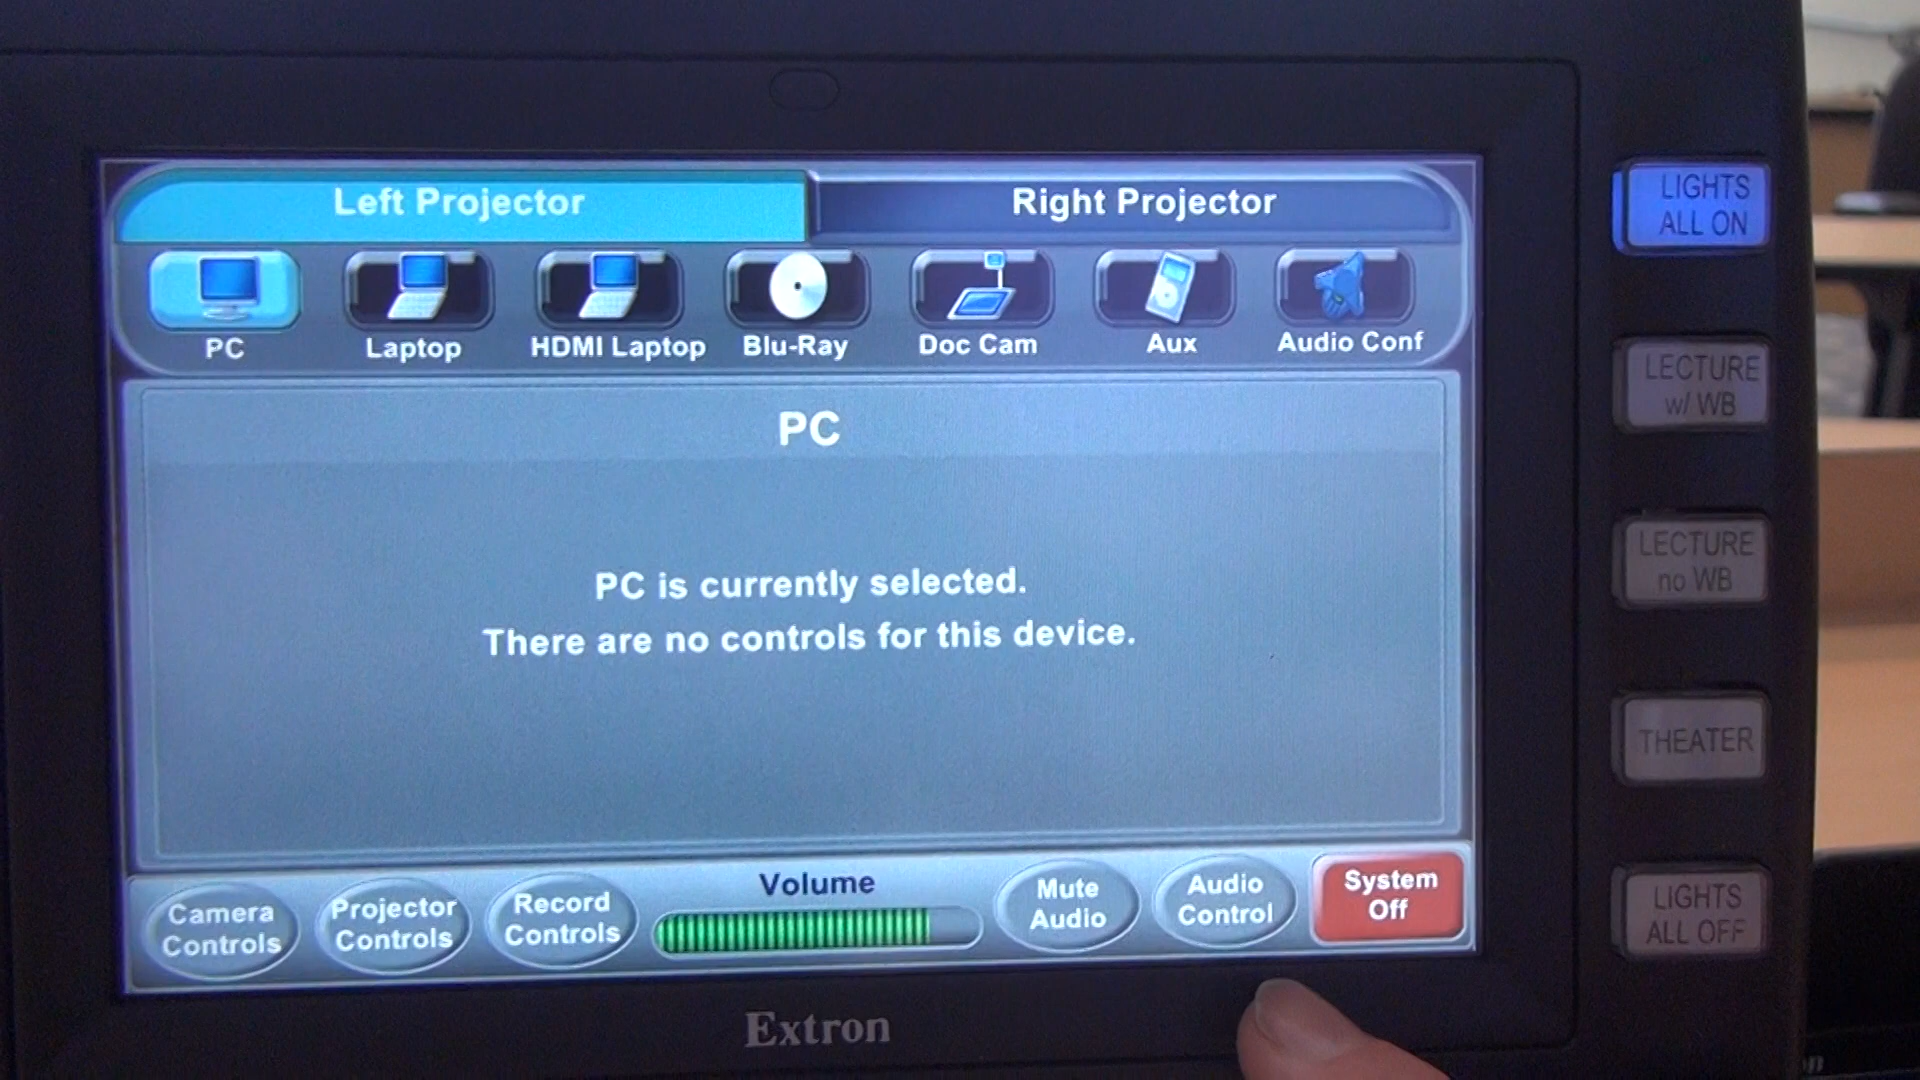 Left Projector
Right Projector
PC
Laptop
HDMI Laptop
Blu-Ray
Doc Cam
Aux
Audio Conf
PC
PC is currently selected.
There are no controls for this device.
Camera
Controls
Projector
Controls
Record
Controls
Volume
Mute
Audio
Audio
Control
System
Off
Extron
LIGHTS
ALL ON
LECTURE
w/ WB
LECTURE
no WB
THEATER
LIGHTS
ALL OFF